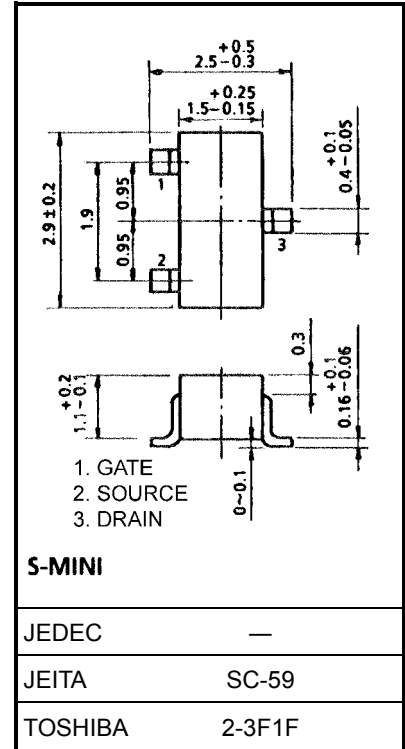 +0.5
2.5−0.3
+0.25
1.5−0.15
+0.1
0.4−0.05
2.9±0.2
1.9
0.95
0.95
1
2
3
0.3
+0.2
1.1−0.1
+0.1
0.16−0.06
0~0.1
1. GATE
2. SOURCE
3. DRAIN
S-MINI
JEDEC —
JEITA SC-59
TOSHIBA 2-3F1F